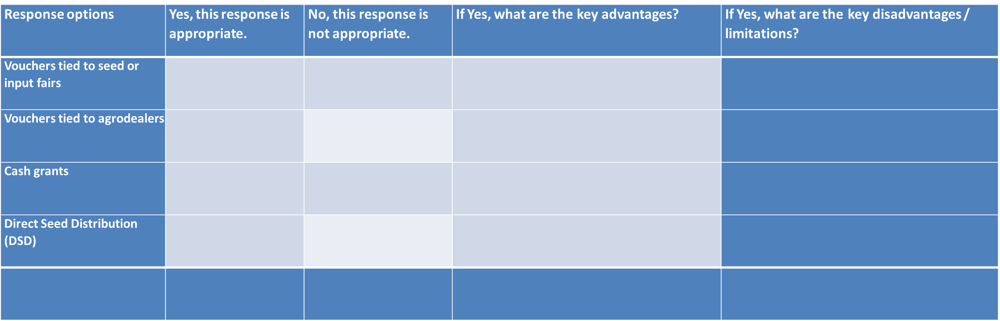 Response options
Yes, this response is
appropriate.
No, this response is
not appropriate.
If Yes, what are the key advantages?
If Yes, what are the key disadvantages /
limitations?
Vouchers tied to seed or
input fairs
Vouchers tied to agrodealers
Cash grants
Direct Seed Distribution
(DSD)